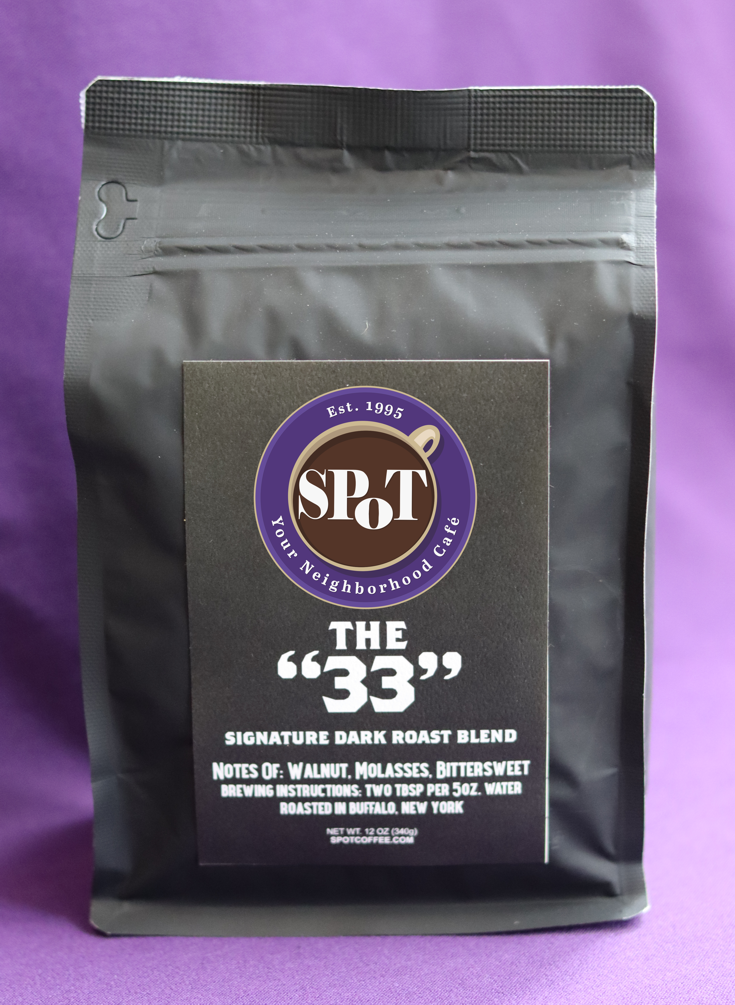 Est. 1995
SPoT
Your Neighborhood Café
THE
“33”
SIGNATURE DARK ROAST BLEND
NOTES OF: WALNUT, MOLASSES, BITTERSWEET
BREWING INSTRUCTIONS: TWO TBSP PER 5OZ. WATER
ROASTED IN BUFFALO, NEW YORK
NET WT. 12 OZ (340g)
SPOTCOFFEE.COM